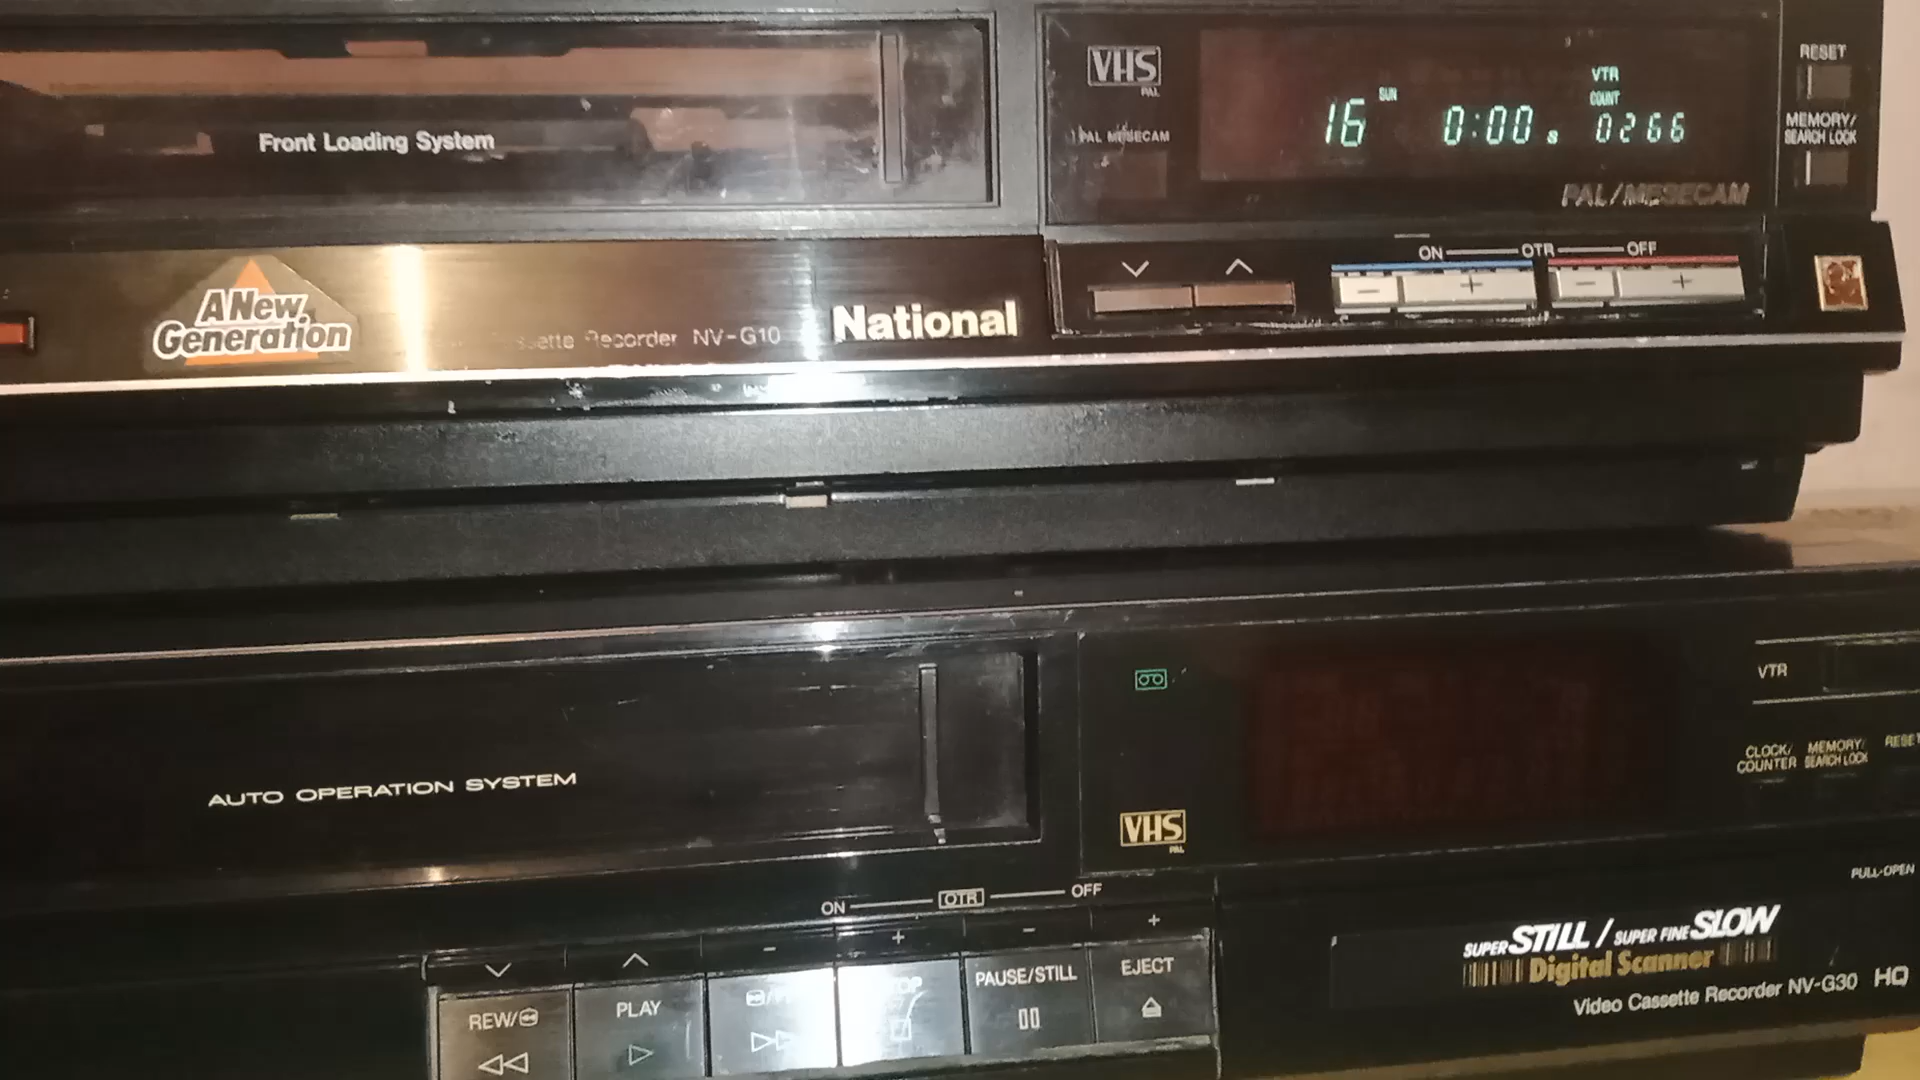 Front Loading System
VHS
PAL
PAL MESECAM
16 SUN 0:00 s
VTR
COUNT
0266
PAL/MESECAM
RESET
MEMORY/
SEARCH LOCK
ON OTR OFF
- + - +
A New
Generation
Recorder NV-G10
National
AUTO OPERATION SYSTEM
VHS
PAL
VTR
CLOCK/
COUNTER
MEMORY/
SEARCH LOCK
RESET
PULL-OPEN
ON OTR OFF
- + - +
REW/
PLAY
PAUSE/STILL
EJECT
SUPER STILL / SUPER FINE SLOW
Digital Scanner
Video Cassette Recorder NV-G30 HQ